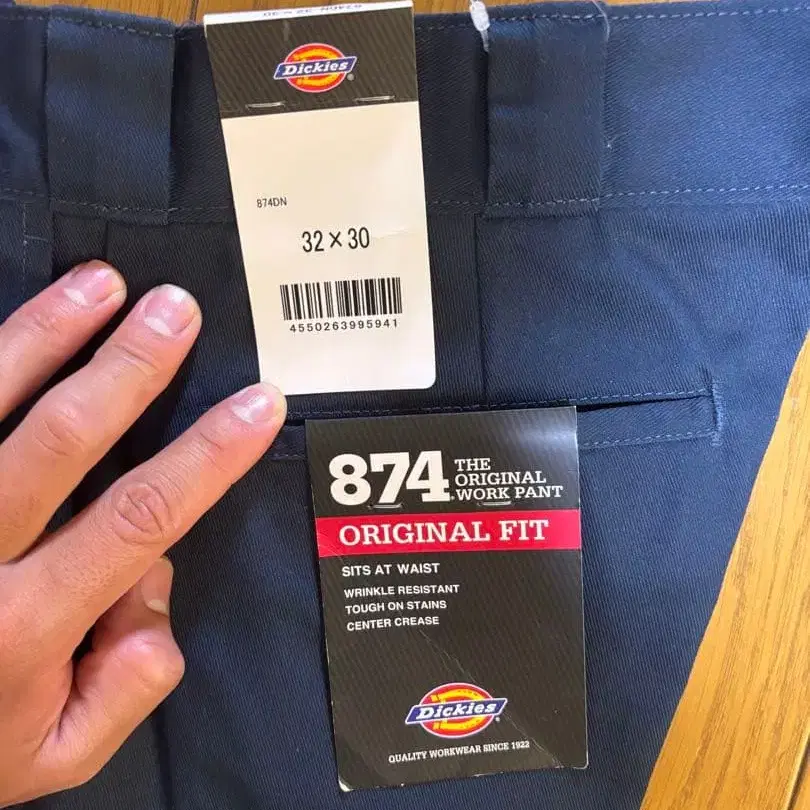 Dickies
874DN
32×30
4550263995941
874
THE
ORIGINAL
WORK PANT
ORIGINAL FIT
SITS AT WAIST
WRINKLE RESISTANT
TOUGH ON STAINS
CENTER CREASE
Dickies
QUALITY WORKWEAR SINCE 1922